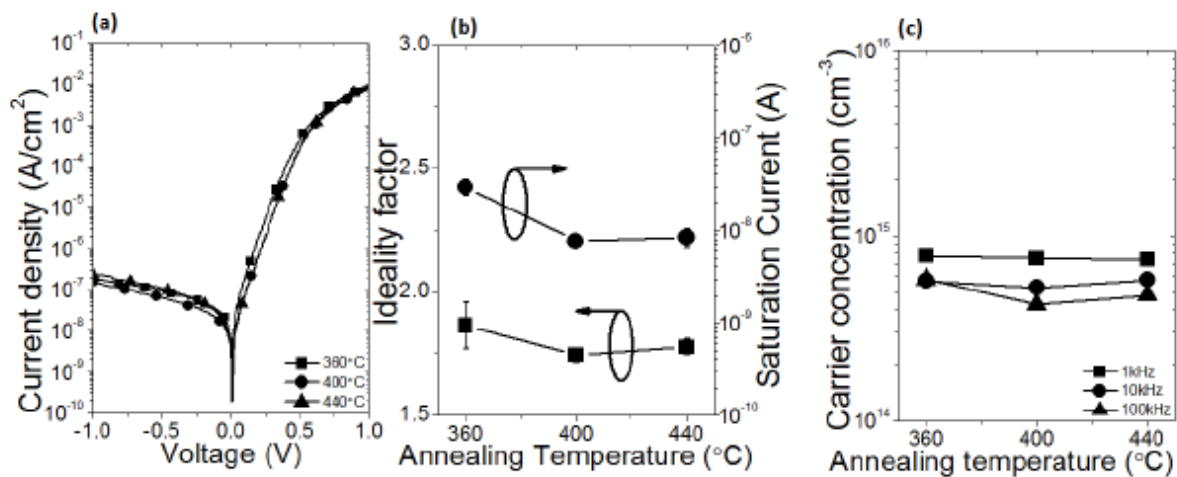 (a)
10^-1
10^-2
10^-3
10^-4
10^-5
10^-6
10^-7
10^-8
10^-9
10^-10
Current density (A/cm^2)
-1.0 -0.5 0.0 0.5 1.0
Voltage (V)
360°C
400°C
440°C
(b)
3.0
2.5
2.0
1.5
Ideality factor
10^-6
10^-7
10^-8
10^-9
10^-10
Saturation Current (A)
360 400 440
Annealing Temperature (°C)
(c)
10^16
10^15
10^14
Carrier concentration (cm^-3)
360 400 440
Annealing temperature (°C)
1kHz
10kHz
100kHz